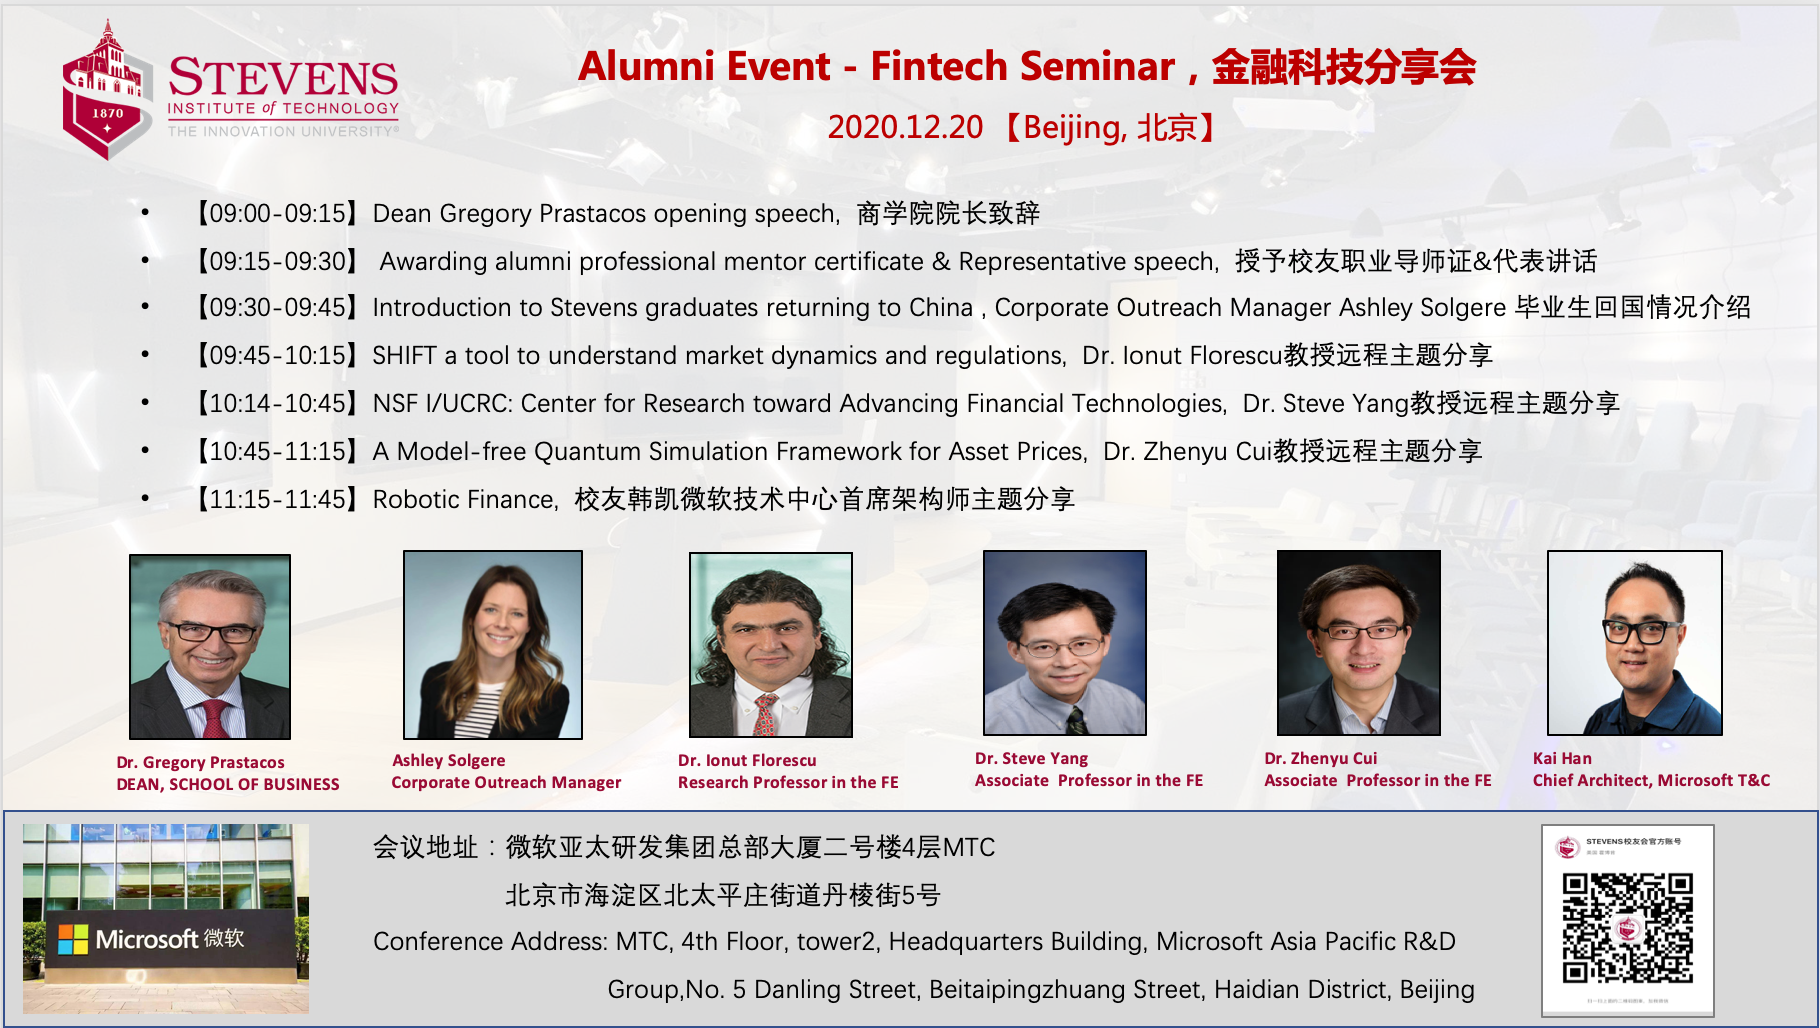 STEVENS
INSTITUTE of TECHNOLOGY
THE INNOVATION UNIVERSITY®
1870
Alumni Event - Fintech Seminar，金融科技分享会
2020.12.20 【Beijing, 北京】
• 【09:00-09:15】Dean Gregory Prastacos opening speech, 商学院院长致辞
• 【09:15-09:30】 Awarding alumni professional mentor certificate & Representative speech, 授予校友职业导师证&代表讲话
• 【09:30-09:45】Introduction to Stevens graduates returning to China , Corporate Outreach Manager Ashley Solgere 毕业生回国情况介绍
• 【09:45-10:15】SHIFT a tool to understand market dynamics and regulations, Dr. Ionut Florescu教授远程主题分享
• 【10:14-10:45】NSF I/UCRC: Center for Research toward Advancing Financial Technologies, Dr. Steve Yang教授远程主题分享
• 【10:45-11:15】A Model-free Quantum Simulation Framework for Asset Prices, Dr. Zhenyu Cui教授远程主题分享
• 【11:15-11:45】Robotic Finance, 校友韩凯微软技术中心首席架构师主题分享
Dr. Gregory Prastacos
DEAN, SCHOOL OF BUSINESS
Ashley Solgere
Corporate Outreach Manager
Dr. Ionut Florescu
Research Professor in the FE
Dr. Steve Yang
Associate Professor in the FE
Dr. Zhenyu Cui
Associate Professor in the FE
Kai Han
Chief Architect, Microsoft T&C
Microsoft 微软
会议地址：微软亚太研发集团总部大厦二号楼4层MTC
北京市海淀区北太平庄街道丹棱街5号
Conference Address: MTC, 4th Floor, tower2, Headquarters Building, Microsoft Asia Pacific R&D
Group,No. 5 Danling Street, Beitaipingzhuang Street, Haidian District, Beijing
STEVENS校友会官方账号